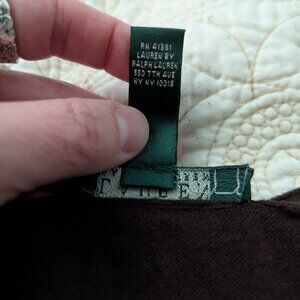 RN 41381
LAUREN BY
RALPH LAUREN
550 7TH AVE
NY NY 10018